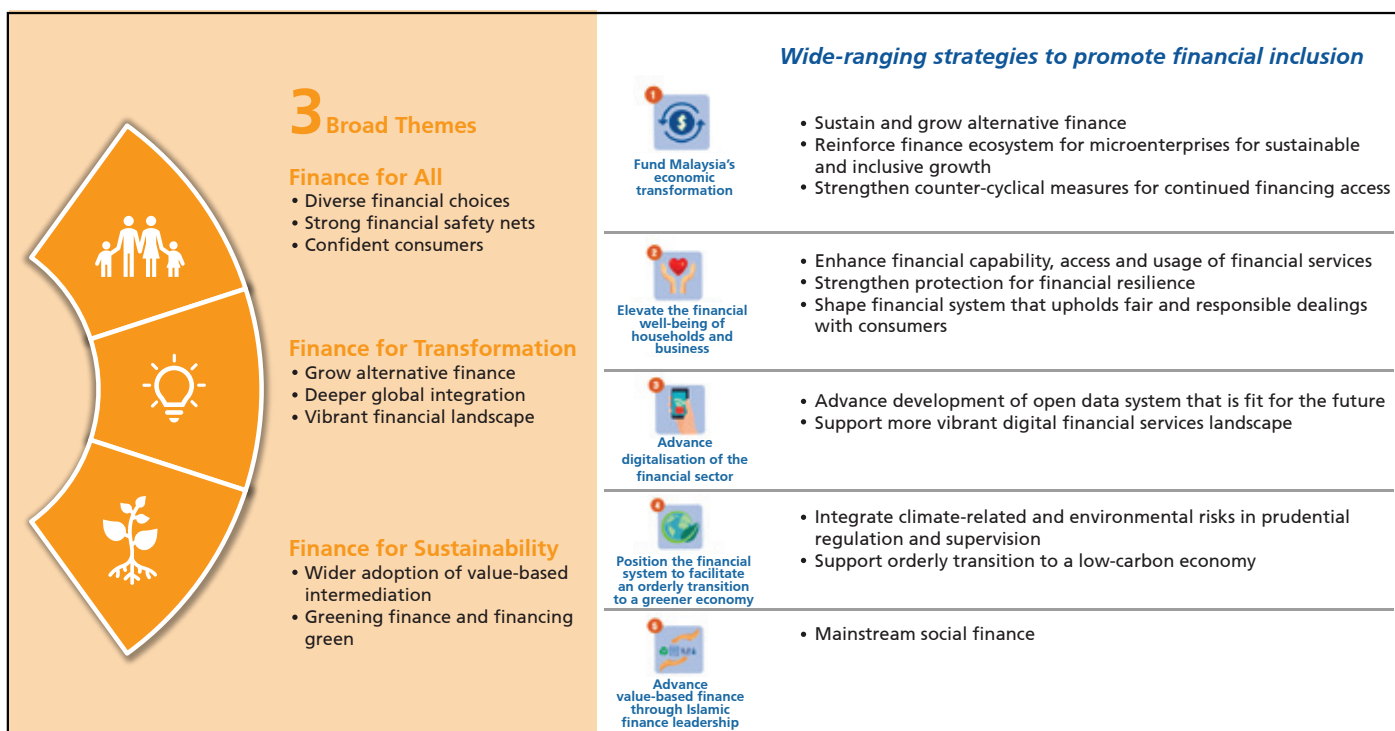 3 Broad Themes
Finance for All
• Diverse financial choices
• Strong financial safety nets
• Confident consumers
Finance for Transformation
• Grow alternative finance
• Deeper global integration
• Vibrant financial landscape
Finance for Sustainability
• Wider adoption of value-based
intermediation
• Greening finance and financing
green
Wide-ranging strategies to promote financial inclusion
1
Fund Malaysia's
economic
transformation
• Sustain and grow alternative finance
• Reinforce finance ecosystem for microenterprises for sustainable
and inclusive growth
• Strengthen counter-cyclical measures for continued financing access
2
Elevate the financial
well-being of
households and
business
• Enhance financial capability, access and usage of financial services
• Strengthen protection for financial resilience
• Shape financial system that upholds fair and responsible dealings
with consumers
3
Advance
digitalisation of the
financial sector
• Advance development of open data system that is fit for the future
• Support more vibrant digital financial services landscape
4
Position the financial
system to facilitate
an orderly transition
to a greener economy
• Integrate climate-related and environmental risks in prudential
regulation and supervision
• Support orderly transition to a low-carbon economy
5
Advance
value-based finance
through Islamic
finance leadership
• Mainstream social finance